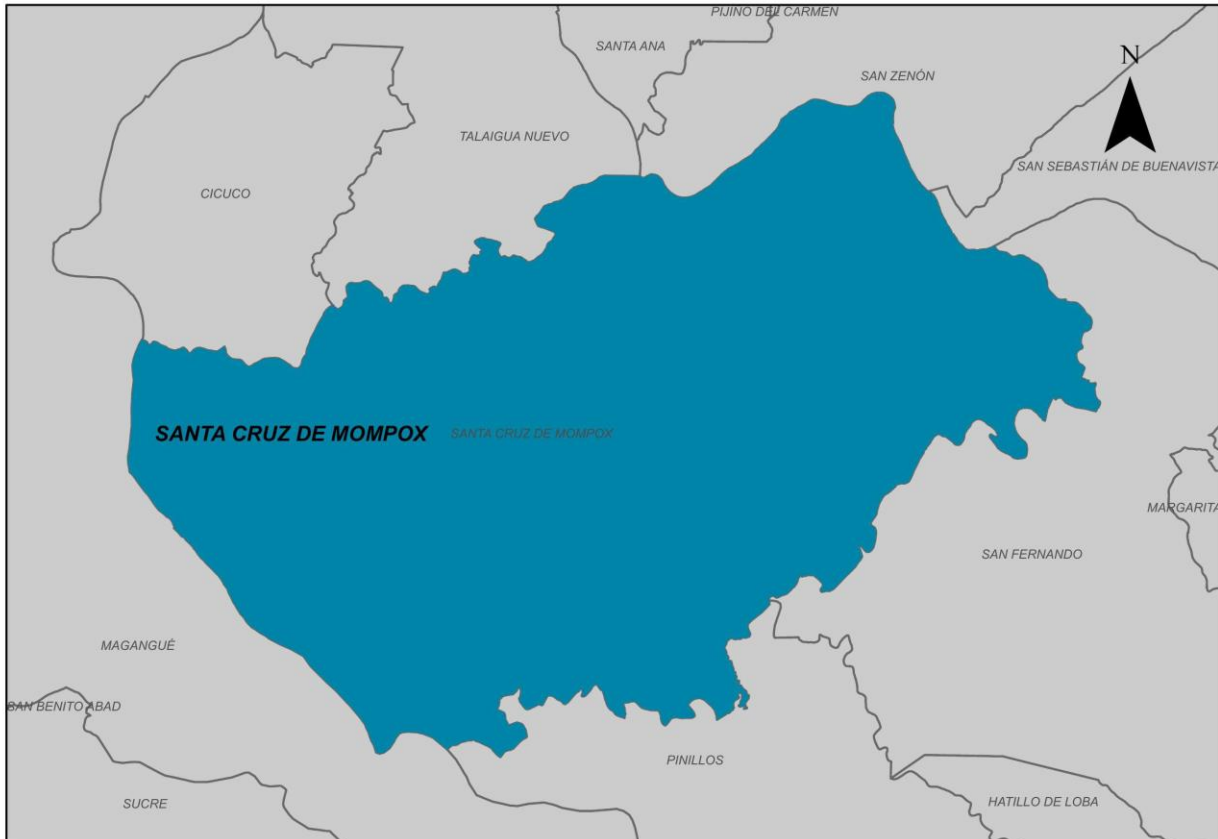 PIJIÑO DEL CARMEN
SANTA ANA
N
SAN ZENÓN
TALAIGUA NUEVO
SAN SEBASTIÁN DE BUENAVISTA
CICUCO
SANTA CRUZ DE MOMPOX
SANTA CRUZ DE MOMPOX
MARGARITA
SAN FERNANDO
MAGANGUÉ
SAN BENITO ABAD
PINILLOS
SUCRE
HATILLO DE LOBA